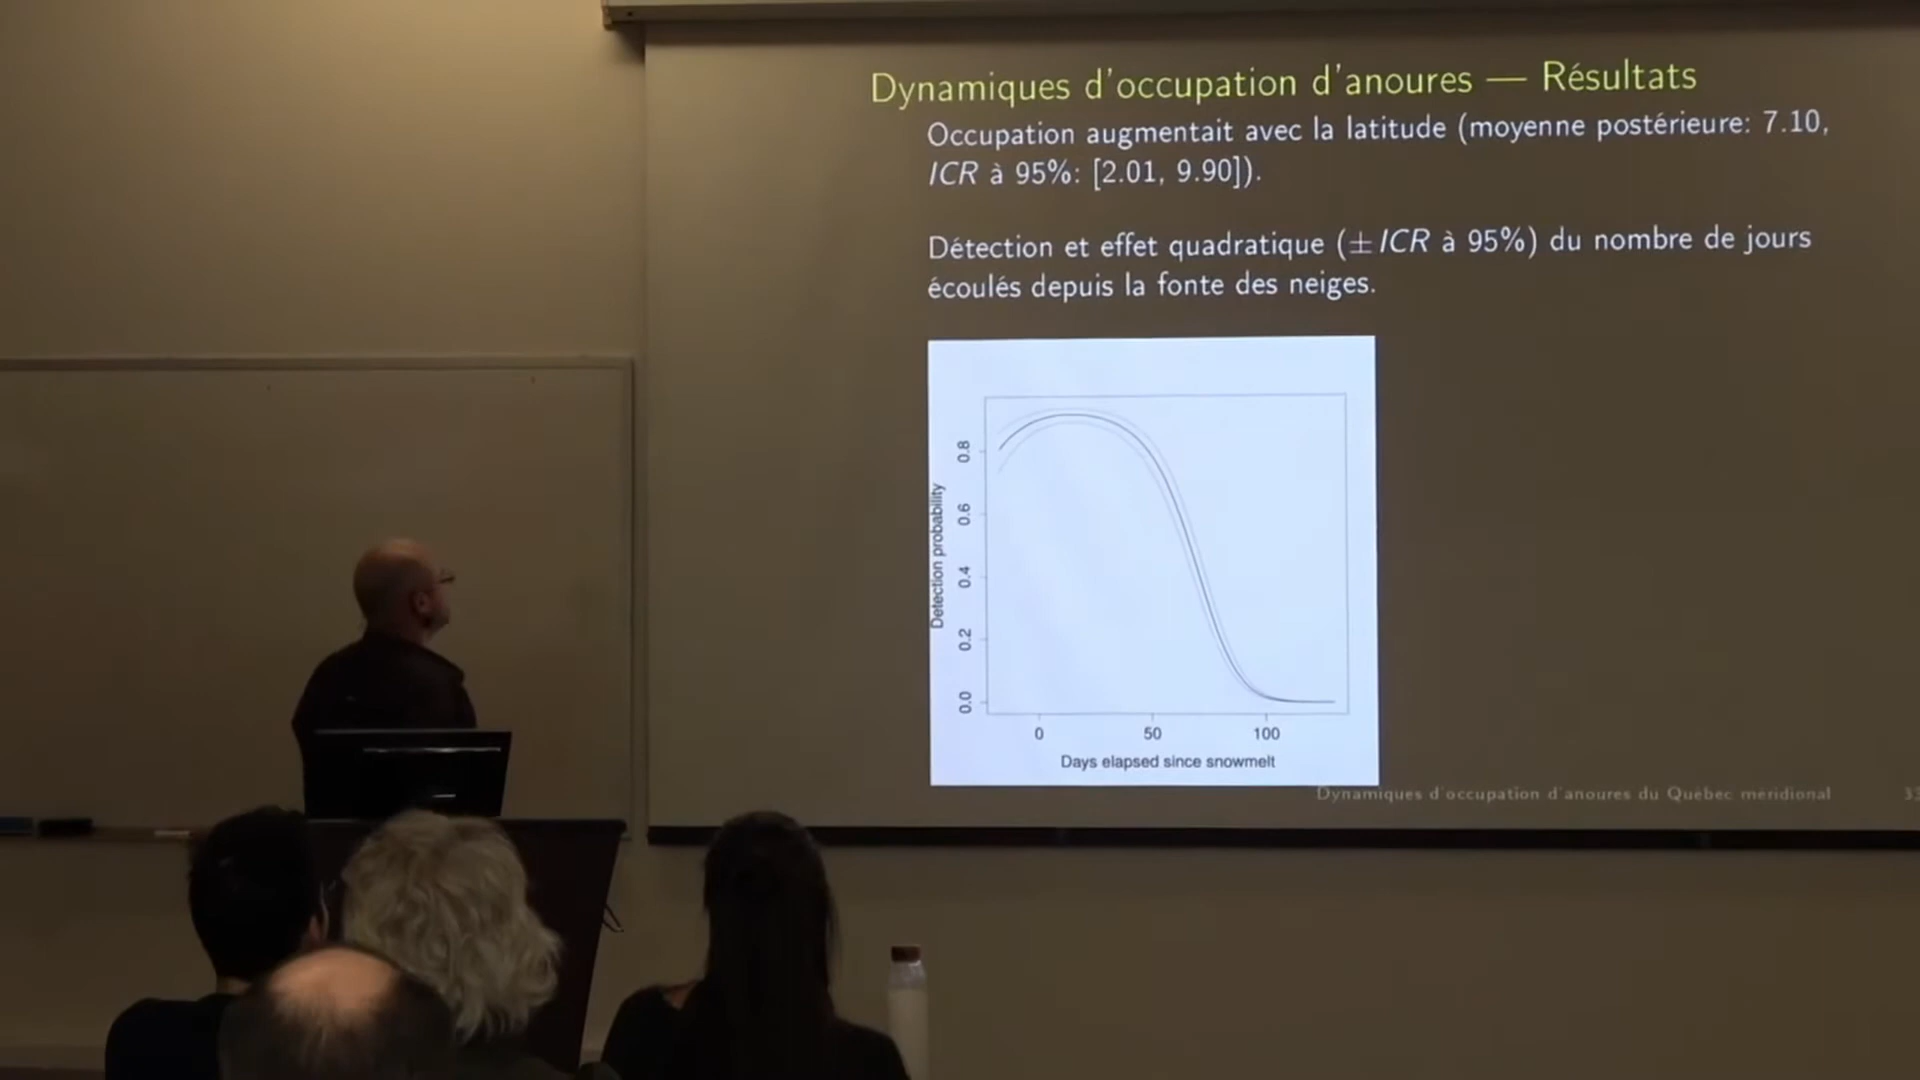 Dynamiques d'occupation d'anoures — Résultats
Occupation augmentait avec la latitude (moyenne postérieure: 7.10,
ICR à 95%: [2.01, 9.90]).
Détection et effet quadratique (±ICR à 95%) du nombre de jours
écoulés depuis la fonte des neiges.
Detection probability
0.8
0.6
0.4
0.2
0.0
0 50 100
Days elapsed since snowmelt
Dynamiques d'occupation d'anoures du Québec méridional